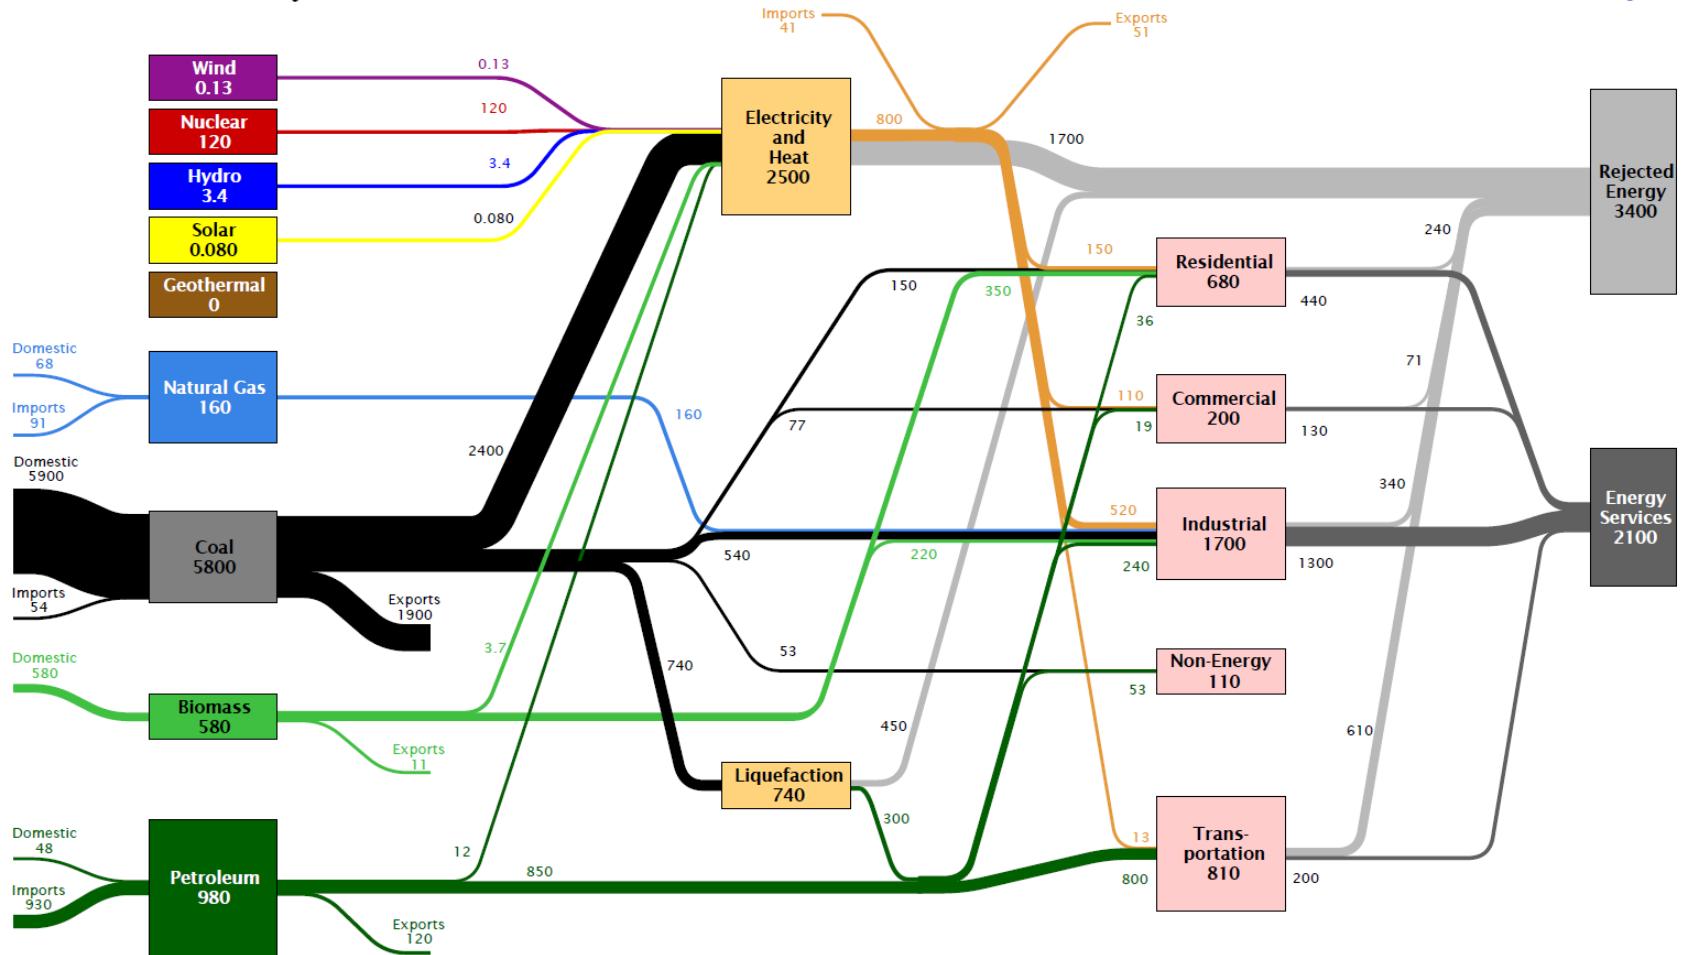 Imports
41
Exports
51
Wind
0.13
0.13
Nuclear
120
120
Hydro
3.4
3.4
Solar
0.080
0.080
Geothermal
0
Electricity
and
Heat
2500
800
1700
Rejected
Energy
3400
Domestic
68
Imports
91
Natural Gas
160
160
Domestic
5900
Imports
54
Coal
5800
2400
Exports
1900
150
350
77
540
220
53
740
150
36
Residential
680
240
440
110
19
Commercial
200
71
130
520
240
Industrial
1700
340
1300
Energy
Services
2100
Domestic
580
Biomass
580
3.7
Exports
11
53
Non-Energy
110
450
610
Liquefaction
740
300
Domestic
48
Imports
930
Petroleum
980
12
850
Exports
120
13
800
Trans-
portation
810
200